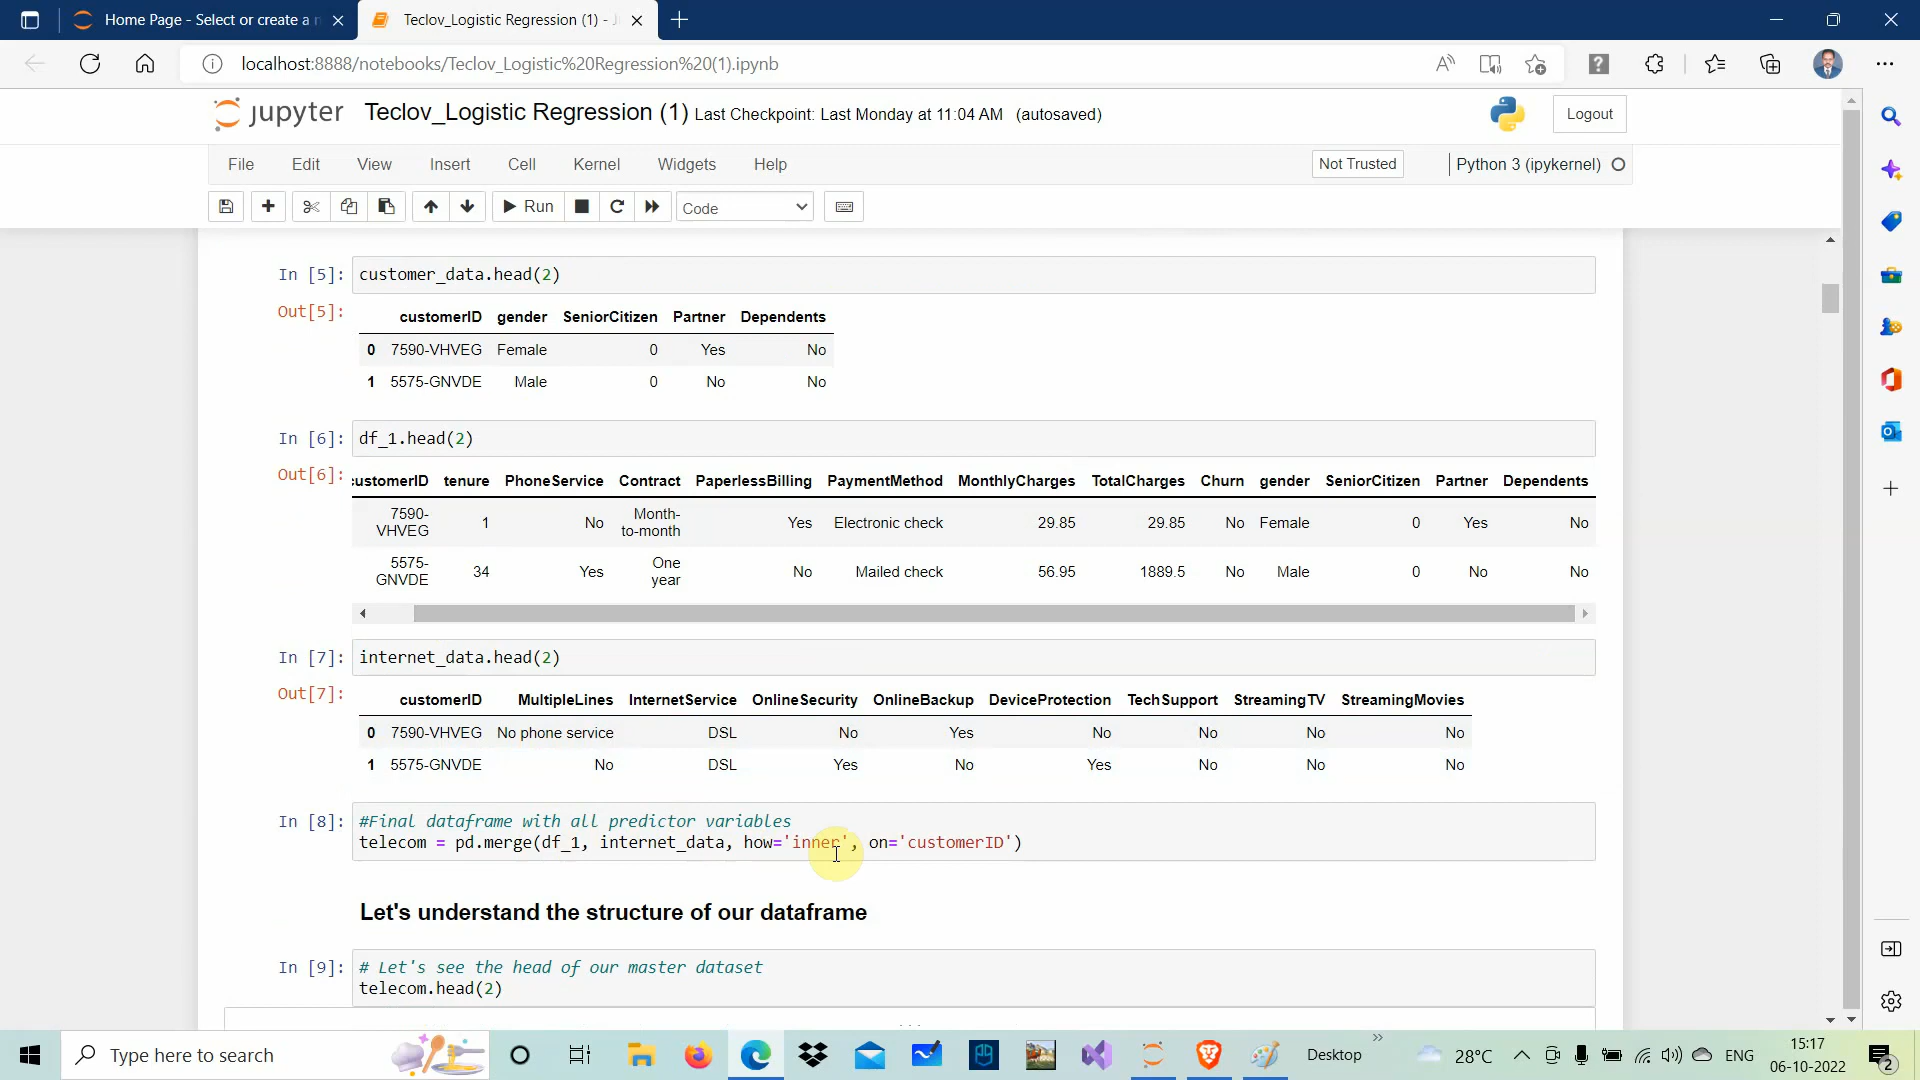 Home Page - Select or create a n
Teclov_Logistic Regression (1) - J
localhost:8888/notebooks/Teclov_Logistic%20Regression%20(1).ipynb
jupyter Teclov_Logistic Regression (1) Last Checkpoint: Last Monday at 11:04 AM (autosaved)
Logout
File Edit View Insert Cell Kernel Widgets Help
Not Trusted
Python 3 (ipykernel)
Run
Code
In [5]: customer_data.head(2)
Out[5]:
customerID gender SeniorCitizen Partner Dependents
0 7590-VHVEG Female 0 Yes No
1 5575-GNVDE Male 0 No No
In [6]: df_1.head(2)
Out[6]:
ustomerID tenure PhoneService Contract PaperlessBilling PaymentMethod MonthlyCharges TotalCharges Churn gender SeniorCitizen Partner Dependents
7590-VHVEG 1 No Month-to-month Yes Electronic check 29.85 29.85 No Female 0 Yes No
5575-GNVDE 34 Yes One year No Mailed check 56.95 1889.5 No Male 0 No No
In [7]: internet_data.head(2)
Out[7]:
customerID MultipleLines InternetService OnlineSecurity OnlineBackup DeviceProtection TechSupport StreamingTV StreamingMovies
0 7590-VHVEG No phone service DSL No Yes No No No No
1 5575-GNVDE No DSL Yes No Yes No No No
In [8]: #Final dataframe with all predictor variables
telecom = pd.merge(df_1, internet_data, how='inner', on='customerID')
Let's understand the structure of our dataframe
In [9]: # Let's see the head of our master dataset
telecom.head(2)
Type here to search
Desktop
28°C
ENG
15:17
06-10-2022
2